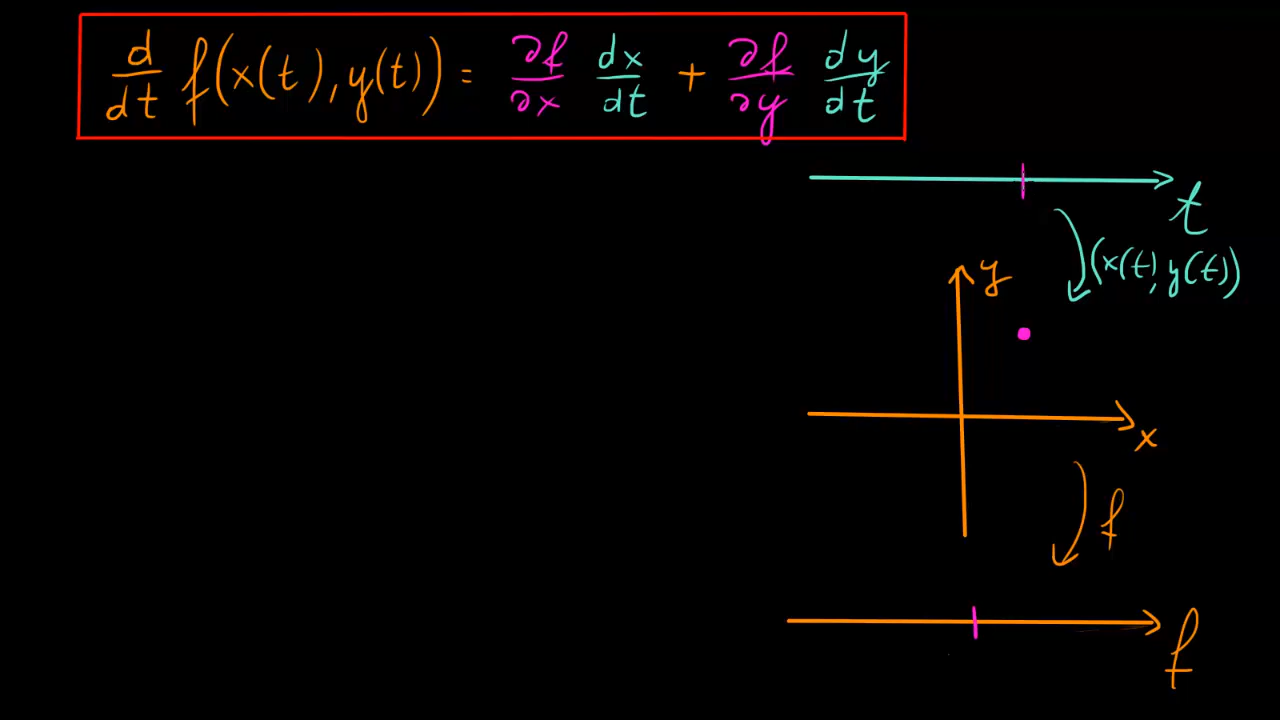 d/dt f(x(t), y(t)) = ∂f/∂x dx/dt + ∂f/∂y dy/dt
t
(x(t), y(t))
y
x
f
f